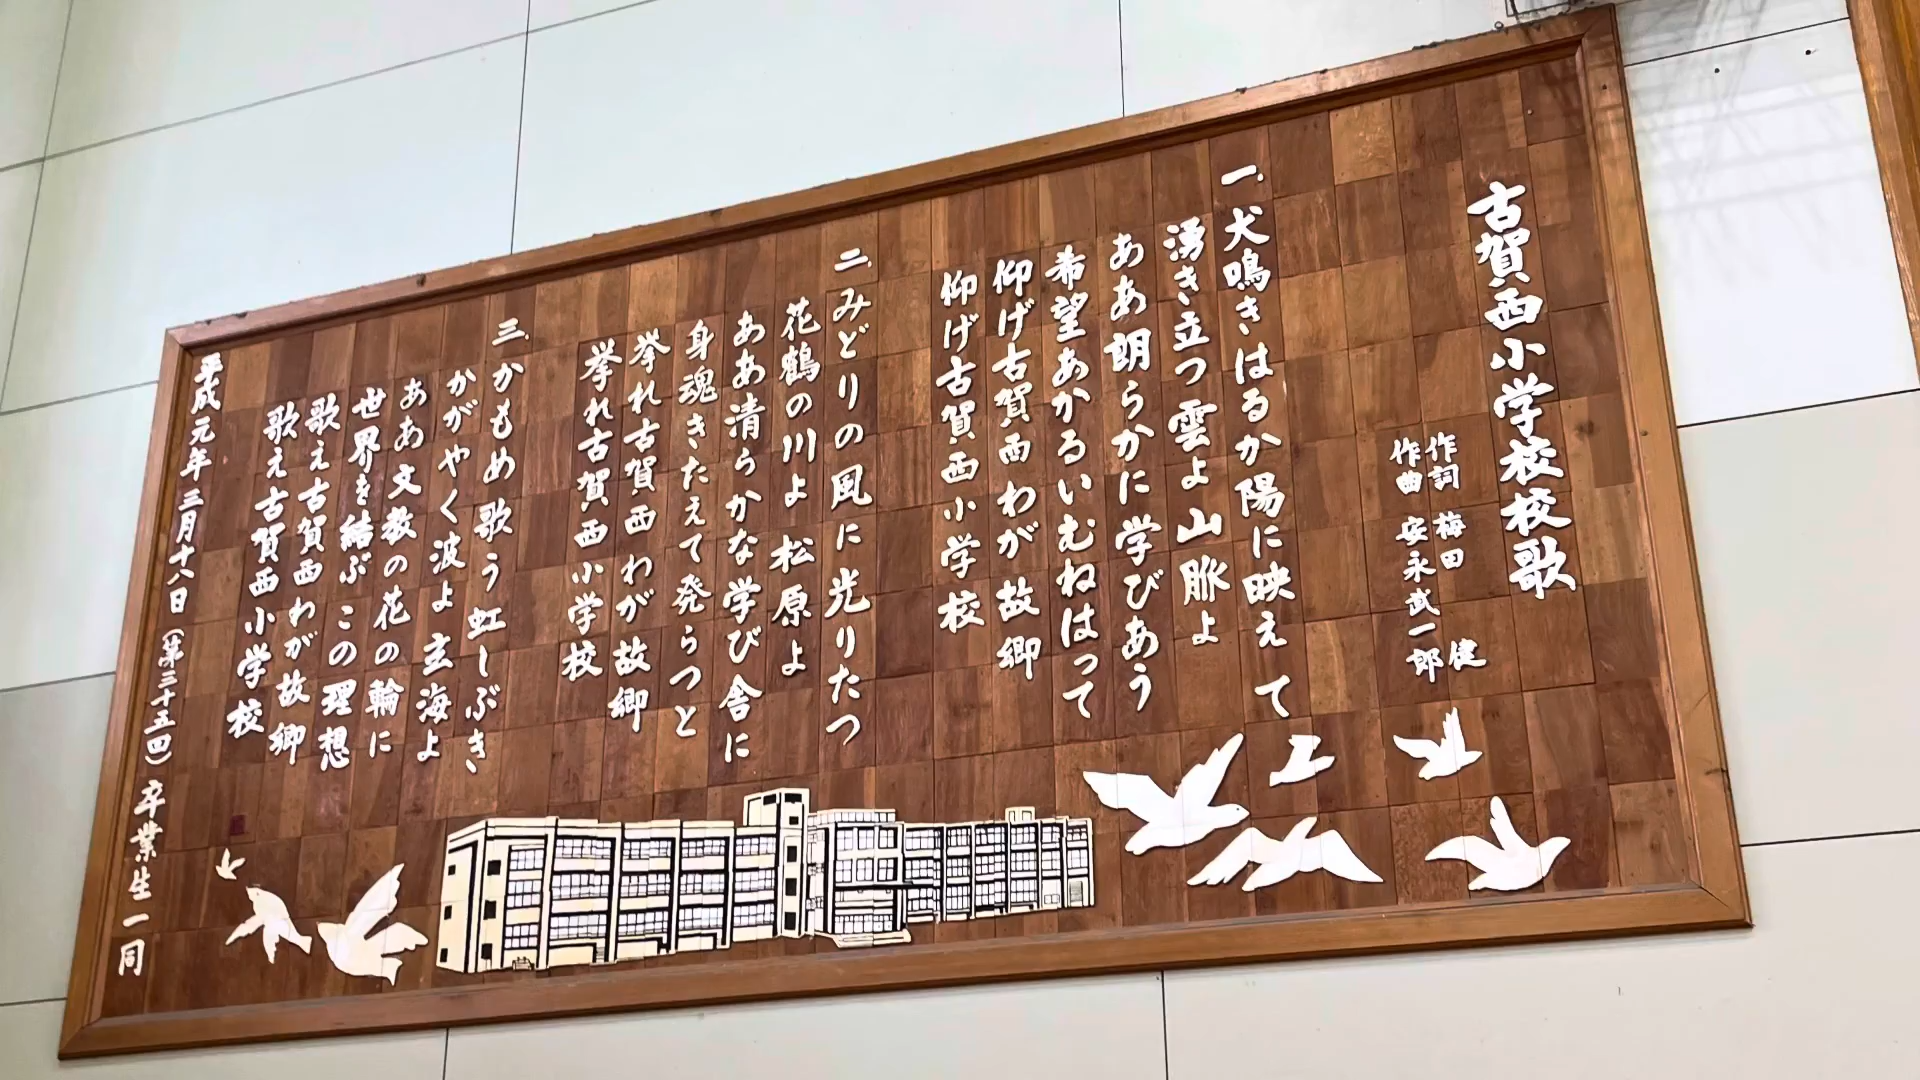 古賀西小学校校歌
作詞 梅田 健
作曲 安永武一郎
一、犬鳴きはるか陽に映えて
湧き立つ雲よ山脈よ
ああ朗らかに学びあう
希望あかるいむねはって
仰げ古賀西わが故郷
仰げ古賀西小学校
二、みどりの風に光りたつ
花鶴の川よ松原よ
ああ清らかな学び舎に
身魂きたえて発らつと
挙れ古賀西わが故郷
挙れ古賀西小学校
三、かもめ歌う虹しぶき
かがやく波よ玄海よ
ああ文教の花の輪に
世界を結ぶこの理想
歌え古賀西わが故郷
歌え古賀西小学校
平成元年三月十八日(第三十五回)卒業生一同